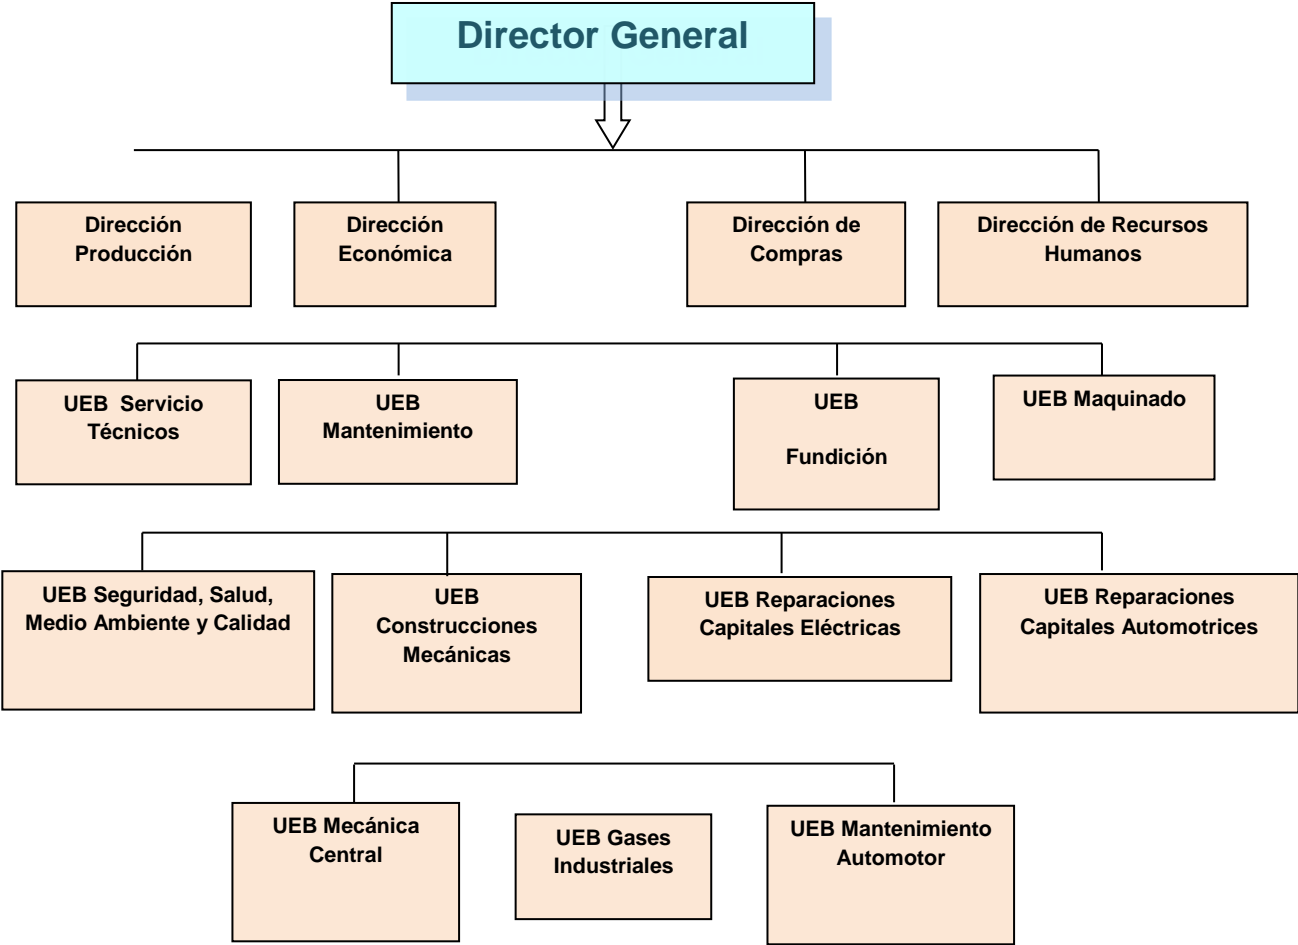 Director General
Dirección
Producción
Dirección
Económica
Dirección de
Compras
Dirección de Recursos
Humanos
UEB  Servicio
Técnicos
UEB
Mantenimiento
UEB
Fundición
UEB Maquinado
UEB Seguridad, Salud,
Medio Ambiente y Calidad
UEB
Construcciones
Mecánicas
UEB Reparaciones
Capitales Eléctricas
UEB Reparaciones
Capitales Automotrices
UEB Mecánica
Central
UEB Gases
Industriales
UEB Mantenimiento
Automotor